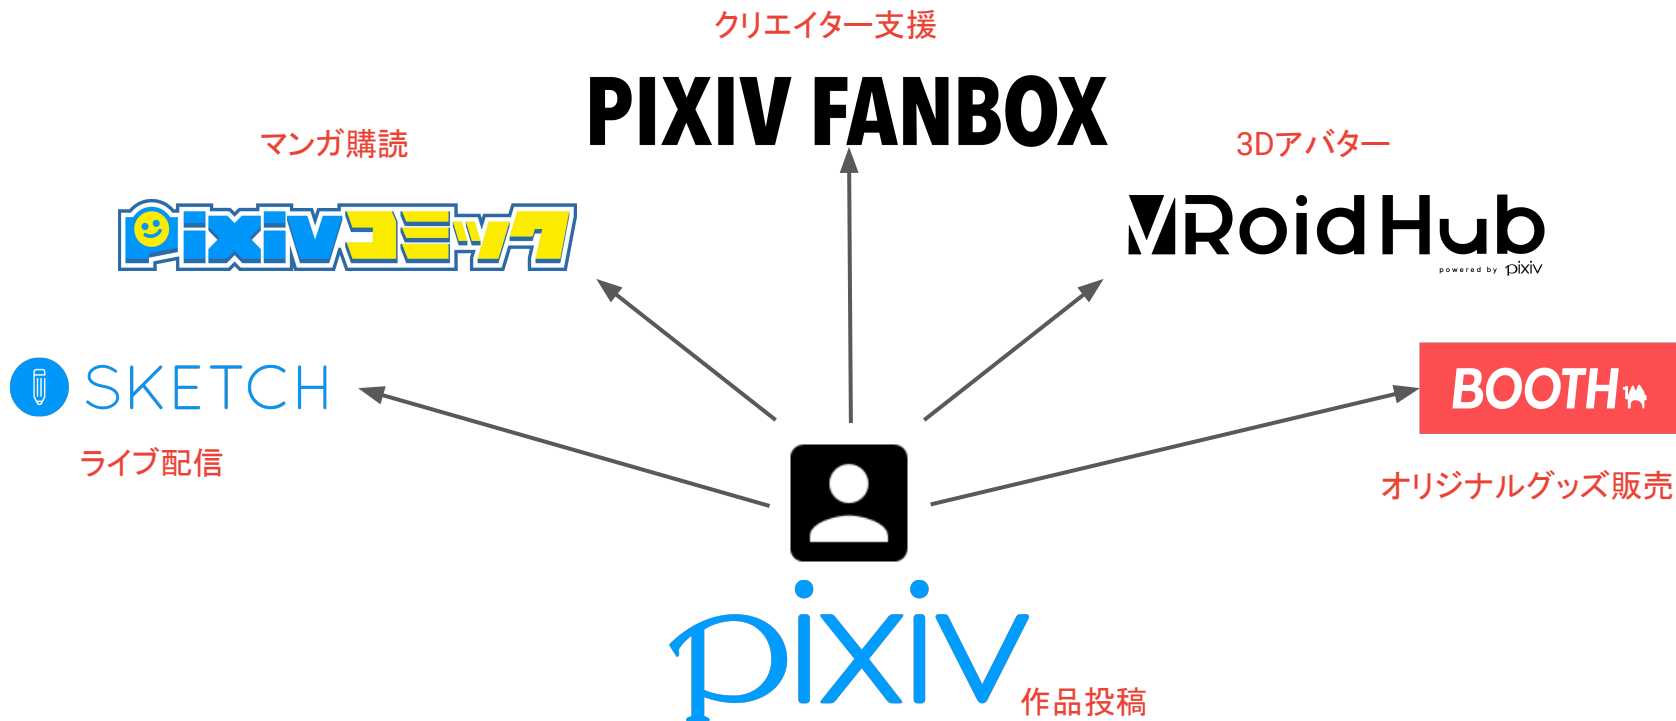 クリエイター支援
PIXIV FANBOX
マンガ購読
pixivコミック
3Dアバター
VRoid Hub
powered by pixiv
SKETCH
ライブ配信
BOOTH
オリジナルグッズ販売
pixiv
作品投稿